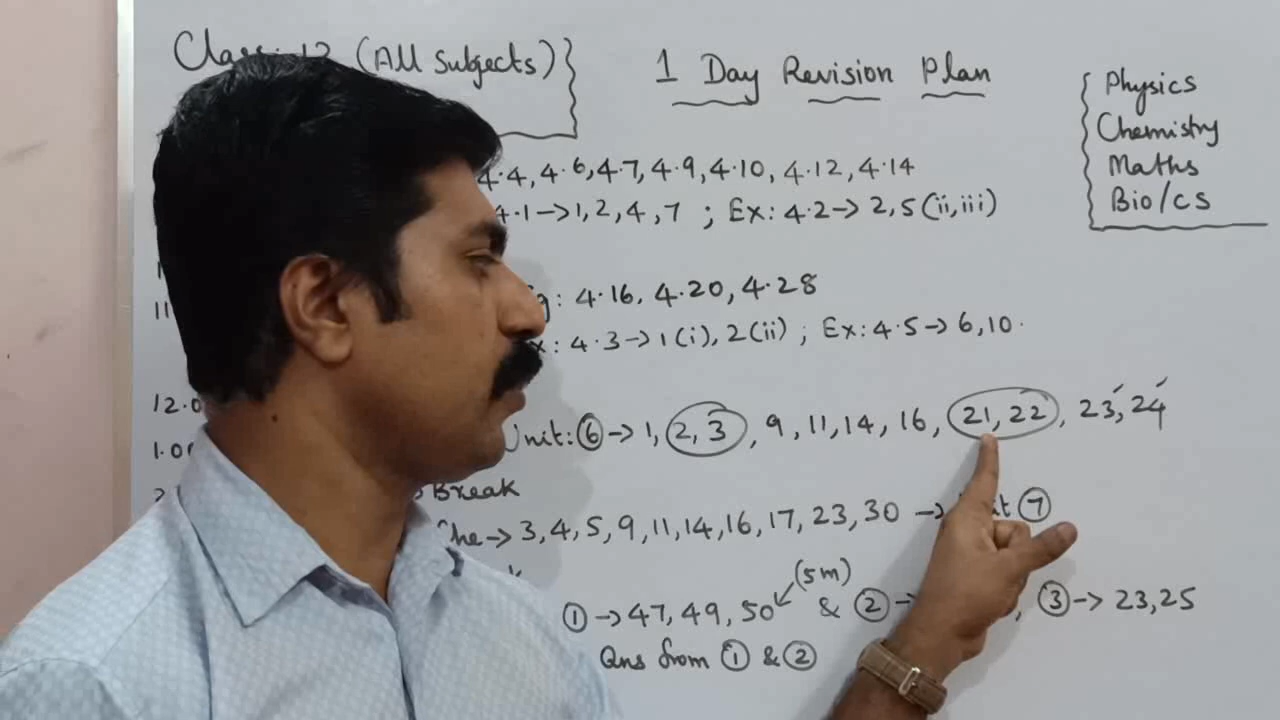 (All Subjects)
1 Day Revision Plan
Physics
Chemistry
Maths
Bio/CS
4.4, 4.6, 4.7, 4.9, 4.10, 4.12, 4.14
4.1→1, 2, 4, 7 ; Ex: 4.2→ 2, 5 (ii, iii)
: 4.16, 4.20, 4.28
: 4.3→1(i), 2(ii) ; Ex: 4.5→ 6, 10.
12.0
Unit: ⑥→ 1, 2, 3, 9, 11, 14, 16, 21, 22, 23, 24
1.00
Break
Che→ 3, 4, 5, 9, 11, 14, 16, 17, 23, 30 → ⑦
(5m)
①→47, 49, 50 & ②→ , ③→ 23, 25
Qns from ① & ②